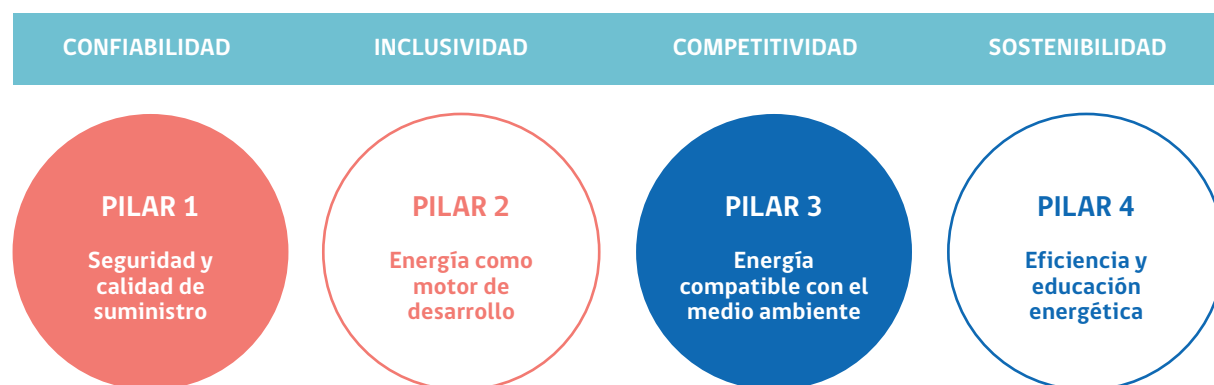 CONFIABILIDAD
INCLUSIVIDAD
COMPETITIVIDAD
SOSTENIBILIDAD
PILAR 1
Seguridad y
calidad de
suministro
PILAR 2
Energía como
motor de
desarrollo
PILAR 3
Energía
compatible con el
medio ambiente
PILAR 4
Eficiencia y
educación
energética